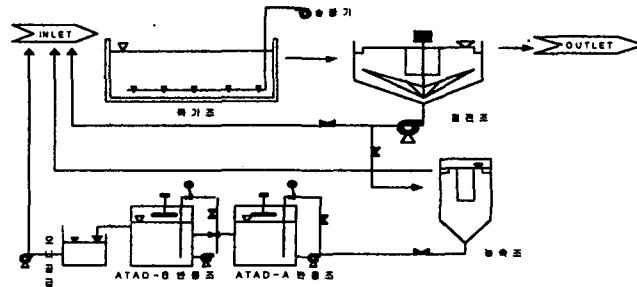 INLET
송풍기
OUTLET
폭기조
침전조
농축조
ATAD-B 반응조
ATAD-A 반응조